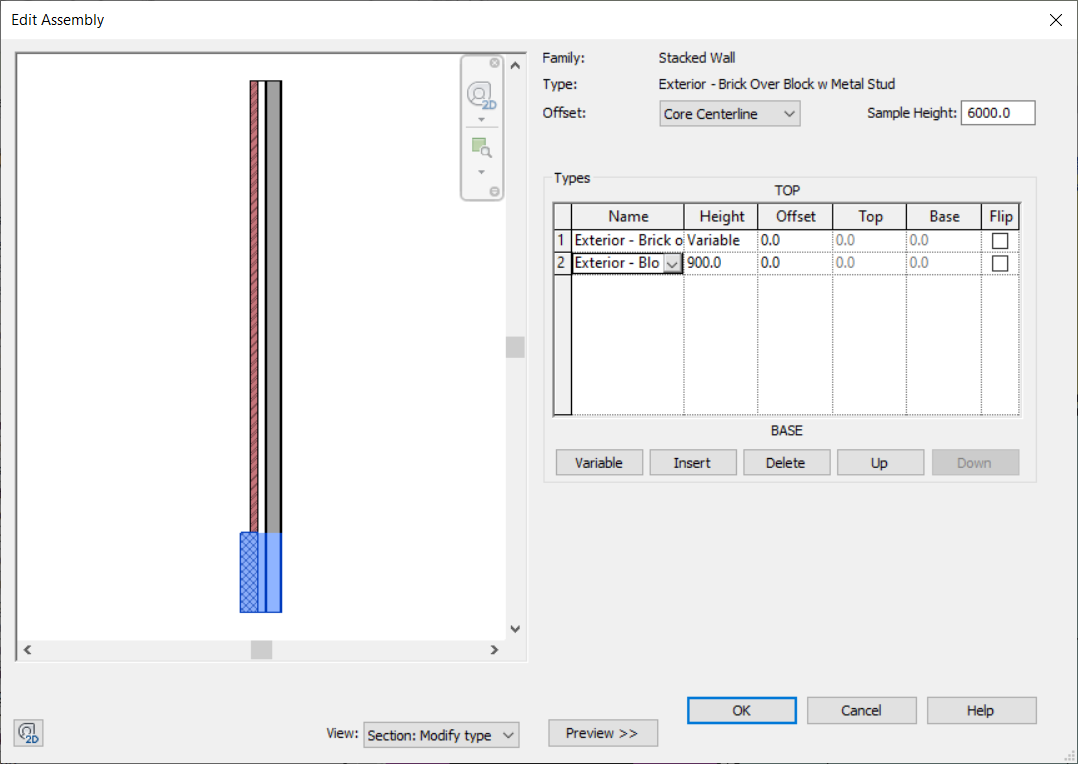 Edit Assembly
Family: Stacked Wall
Type: Exterior - Brick Over Block w Metal Stud
Offset: Core Centerline Sample Height: 6000.0
2D
Types
TOP
Name Height Offset Top Base Flip
1 Exterior - Brick o Variable 0.0 0.0 0.0
2 Exterior - Blo 900.0 0.0 0.0 0.0
BASE
Variable Insert Delete Up Down
OK Cancel Help
2D
View: Section: Modify type Preview >>